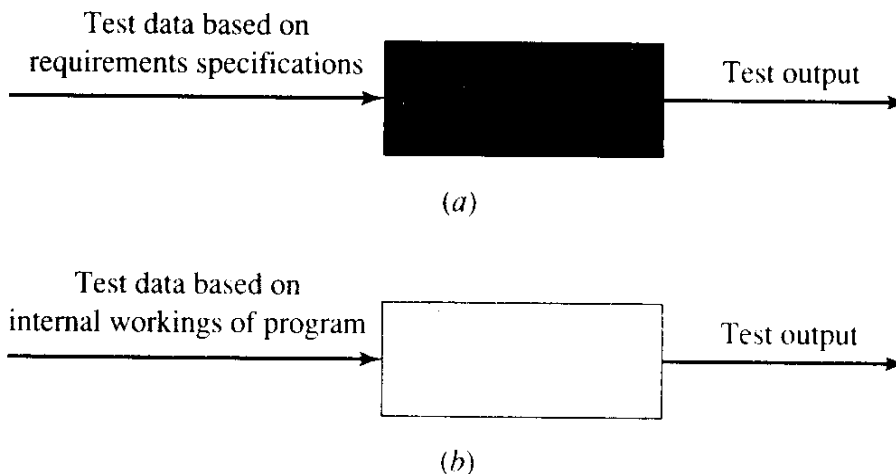 Test data based on
requirements specifications
Test output
(a)
Test data based on
internal workings of program
Test output
(b)